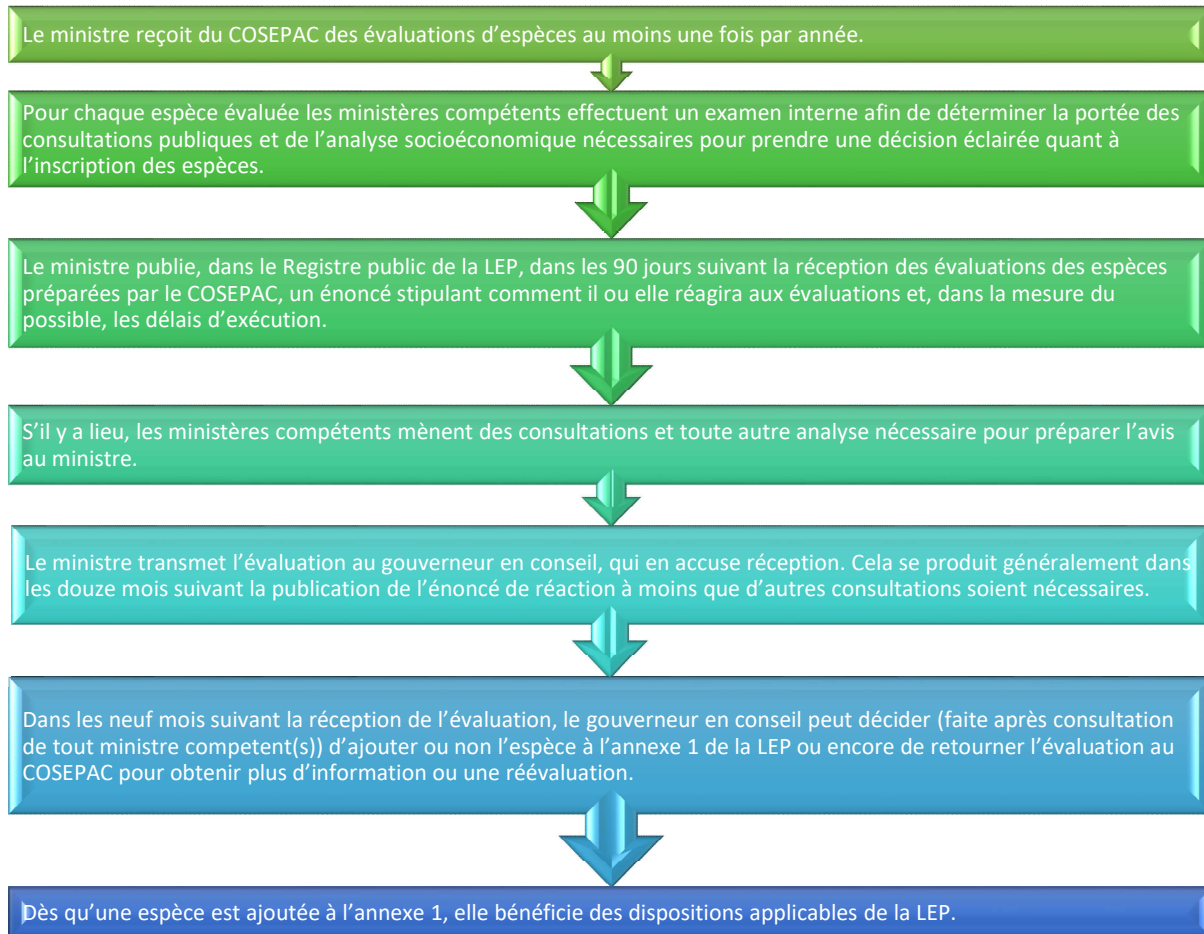 Le ministre reçoit du COSEPAC des évaluations d’espèces au moins une fois par année.
Pour chaque espèce évaluée les ministères compétents effectuent un examen interne afin de déterminer la portée des
consultations publiques et de l’analyse socioéconomique nécessaires pour prendre une décision éclairée quant à
l’inscription des espèces.
Le ministre publie, dans le Registre public de la LEP, dans les 90 jours suivant la réception des évaluations des espèces
préparées par le COSEPAC, un énoncé stipulant comment il ou elle réagira aux évaluations et, dans la mesure du
possible, les délais d’exécution.
S’il y a lieu, les ministères compétents mènent des consultations et toute autre analyse nécessaire pour préparer l’avis
au ministre.
Le ministre transmet l’évaluation au gouverneur en conseil, qui en accuse réception. Cela se produit généralement dans
les douze mois suivant la publication de l’énoncé de réaction à moins que d’autres consultations soient nécessaires.
Dans les neuf mois suivant la réception de l’évaluation, le gouverneur en conseil peut décider (faite après consultation
de tout ministre competent(s)) d’ajouter ou non l’espèce à l’annexe 1 de la LEP ou encore de retourner l’évaluation au
COSEPAC pour obtenir plus d’information ou une réévaluation.
Dès qu’une espèce est ajoutée à l’annexe 1, elle bénéficie des dispositions applicables de la LEP.